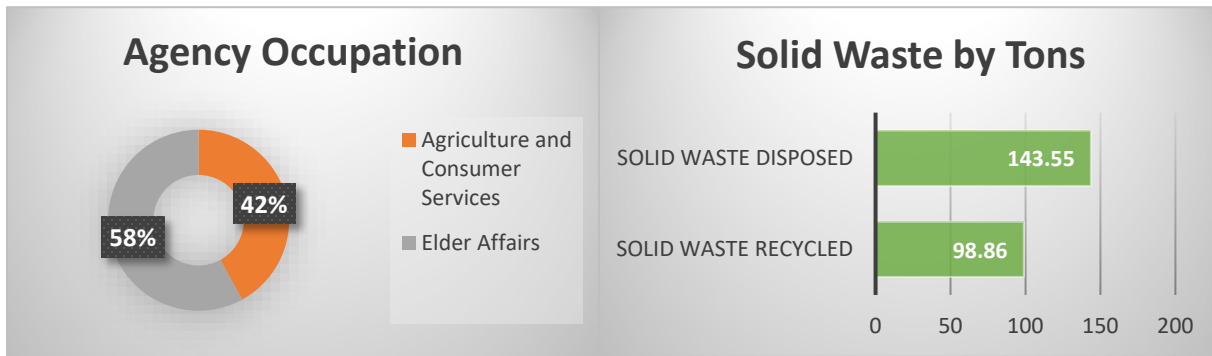 Agency Occupation
42%
58%
Agriculture and
Consumer
Services
Elder Affairs
Solid Waste by Tons
SOLID WASTE DISPOSED
143.55
SOLID WASTE RECYCLED
98.86
0 50 100 150 200